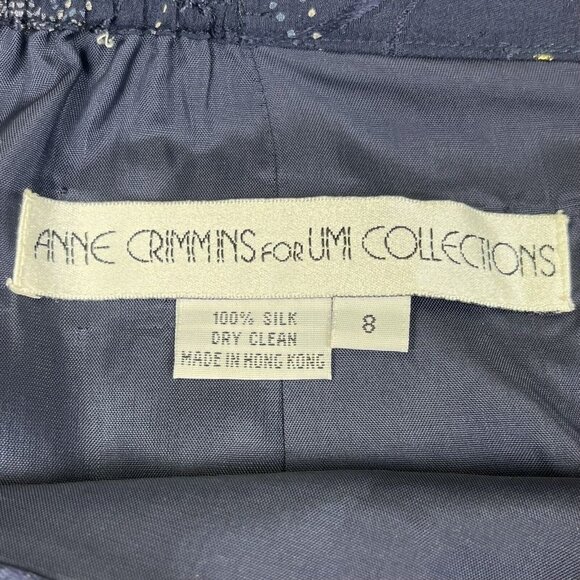 ANNE CRIMMINS FOR UMI COLLECTIONS
100% SILK
DRY CLEAN
MADE IN HONG KONG
8